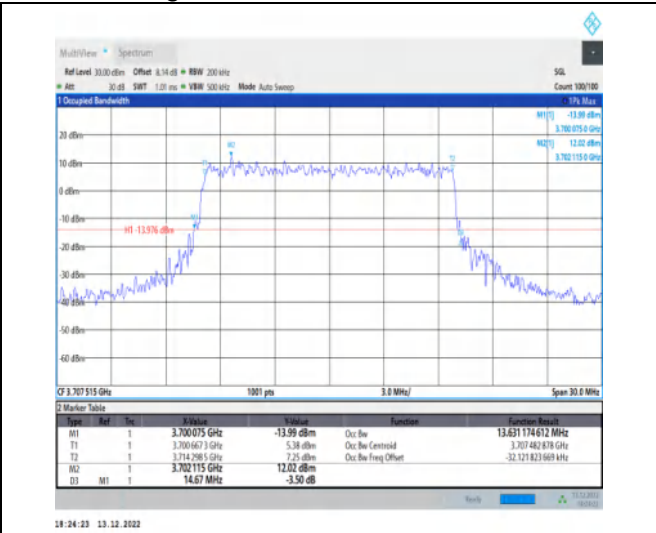 MultiView Spectrum
Ref Level 30.00 dBm Offset 8.14 dB RBW 200 kHz SGL
Att 30 dB SWT 1.01 ms VBW 500 kHz Mode Auto Sweep Count 100/100
1 Occupied Bandwidth 1Pk Max
M1[1] -13.99 dBm
3.700 075 0 GHz
M2[1] 12.02 dBm
3.702 115 0 GHz
20 dBm
M2
10 dBm
T1
T2
0 dBm
-10 dBm
M1
H1 -13.976 dBm
-20 dBm
-30 dBm
-40 dBm
-50 dBm
-60 dBm
CF 3.707 515 GHz 1001 pts 3.0 MHz/ Span 30.0 MHz
2 Marker Table
Type Ref Trc X-Value Y-Value Function Function Result
M1 1 3.700 075 GHz -13.99 dBm Occ Bw 13.631 174 612 MHz
T1 1 3.700 667 3 GHz 5.38 dBm Occ Bw Centroid 3.707 482 878 GHz
T2 1 3.714 298 5 GHz 7.25 dBm Occ Bw Freq Offset -32.121 823 669 kHz
M2 1 3.702 115 GHz 12.02 dBm
D3 M1 1 14.67 MHz -3.50 dB
Ready 13.12.2022
18:24:23 13.12.2022